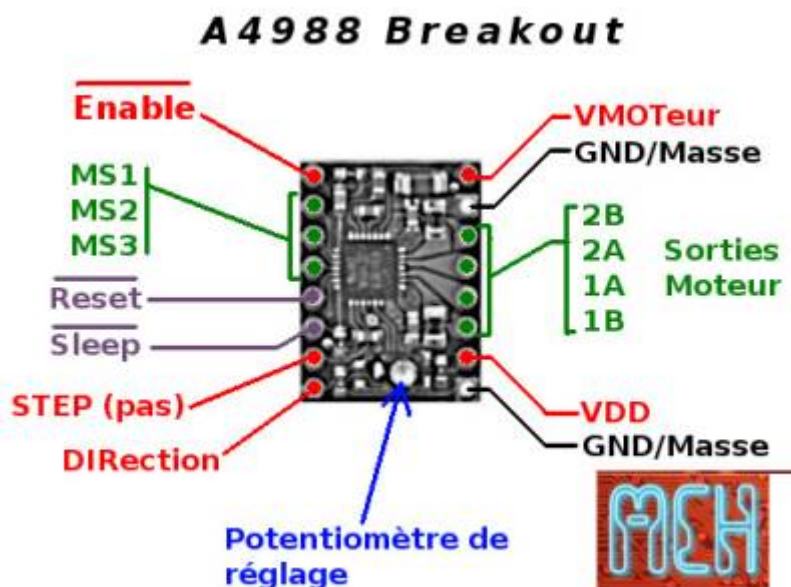 A4988 Breakout
Enable
MS1
MS2
MS3
Reset
Sleep
STEP (pas)
DIRection
VMOTeur
GND/Masse
2B
2A Sorties
1A Moteur
1B
VDD
GND/Masse
Potentiomètre de
réglage
MCH